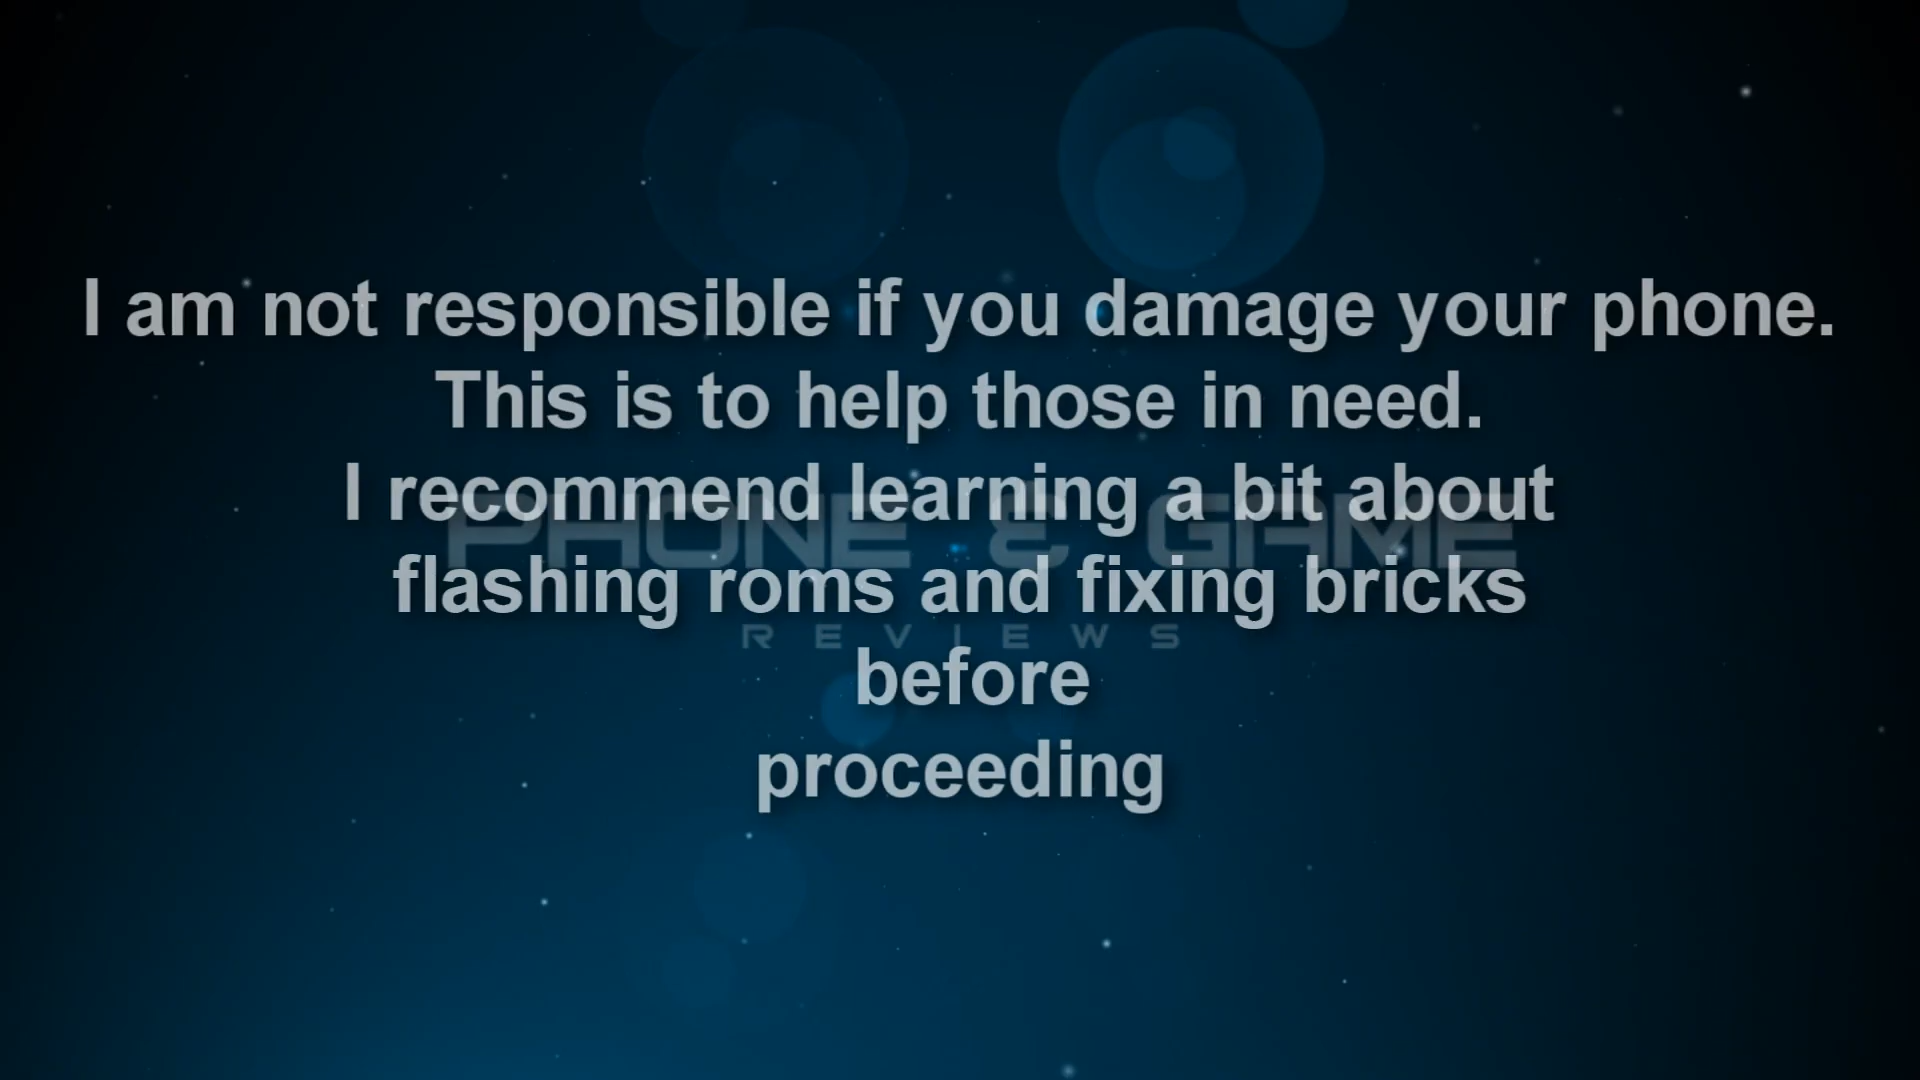 I am not responsible if you damage your phone.
This is to help those in need.
I recommend learning a bit about
PHONE & GAME
flashing roms and fixing bricks
REVIEWS
before
proceeding